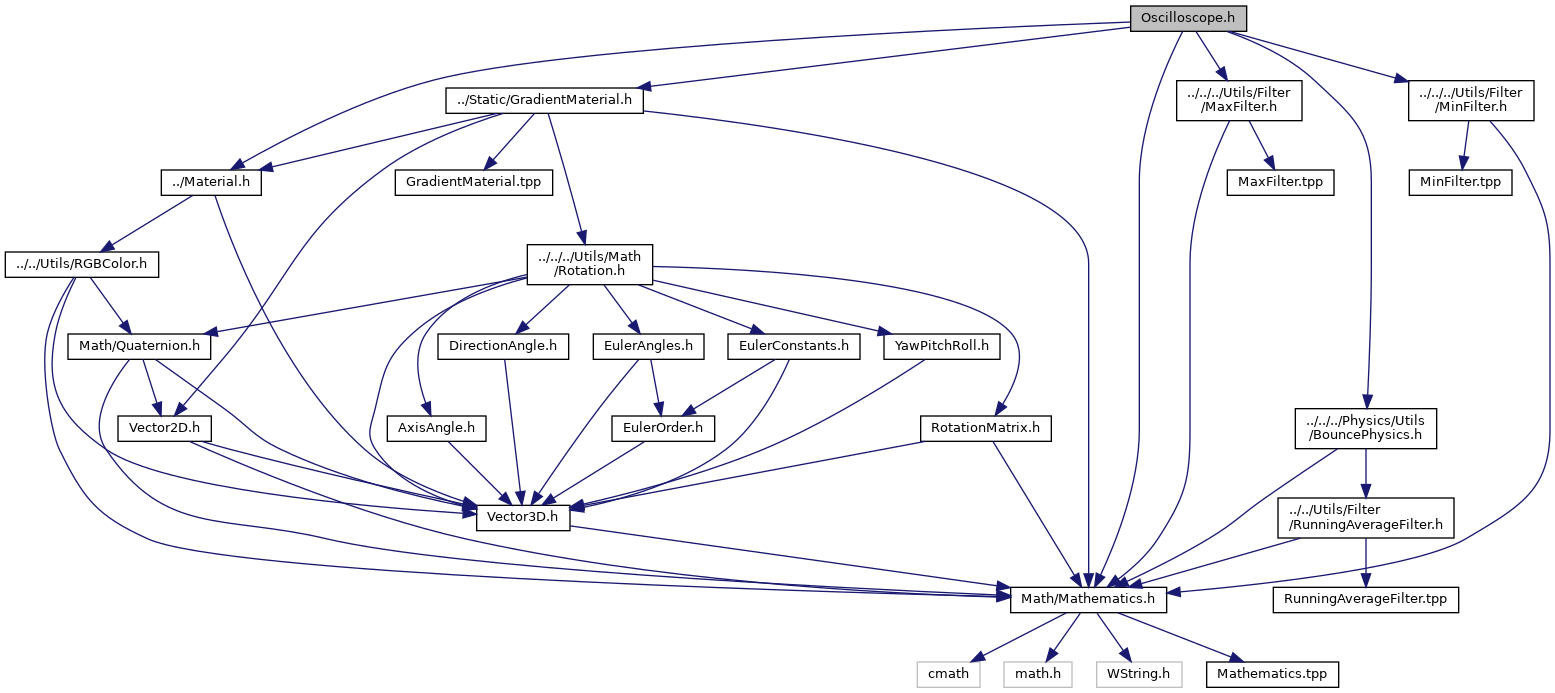 Oscilloscope.h
../Static/GradientMaterial.h
../../../Utils/Filter
/MaxFilter.h
../../../Utils/Filter
/MinFilter.h
../Material.h
GradientMaterial.tpp
MaxFilter.tpp
MinFilter.tpp
../../Utils/RGBColor.h
../../../Utils/Math
/Rotation.h
Math/Quaternion.h
DirectionAngle.h
EulerAngles.h
EulerConstants.h
YawPitchRoll.h
Vector2D.h
AxisAngle.h
EulerOrder.h
RotationMatrix.h
../../../Physics/Utils
/BouncePhysics.h
Vector3D.h
../../Utils/Filter
/RunningAverageFilter.h
Math/Mathematics.h
RunningAverageFilter.tpp
cmath
math.h
WString.h
Mathematics.tpp